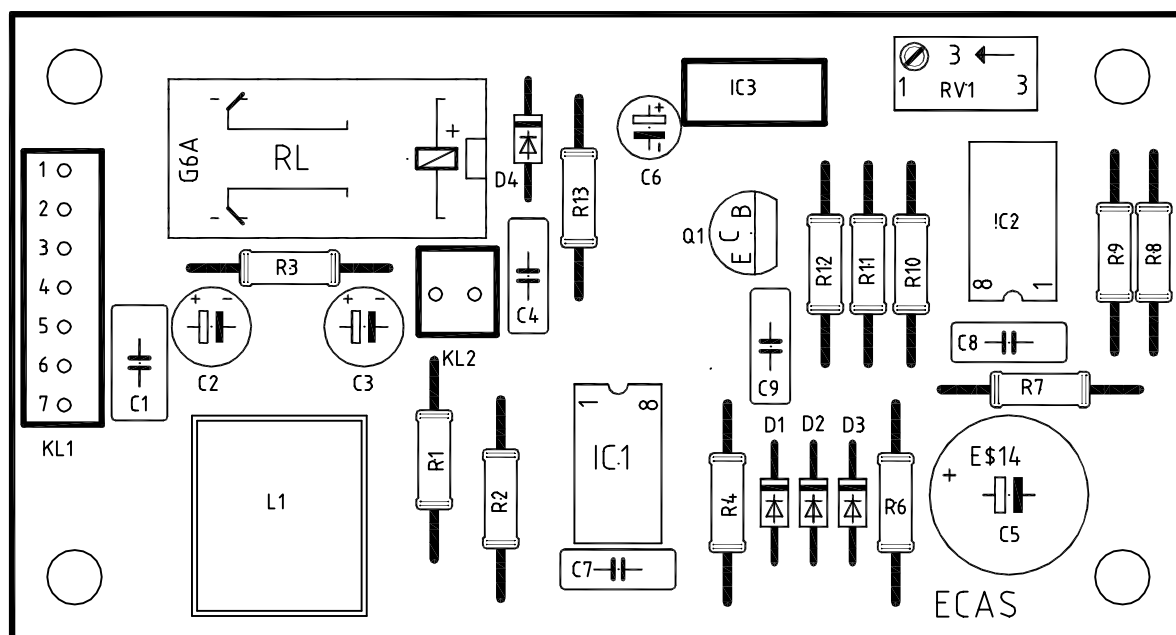 3
1
RV1
3
IC3
G6A
RL
+
D4
+
-
C6
R13
1
2
3
4
5
6
7
KL1
Q1
E C B
R12
R11
R10
!C2
8
1
R9
R8
R3
C4
+ -
C2
+ -
C3
KL2
C1
C9
C8
R7
1
8
IC1
D1
D2
D3
E$14
+
C5
L1
R1
R2
R4
R6
C7
ECAS